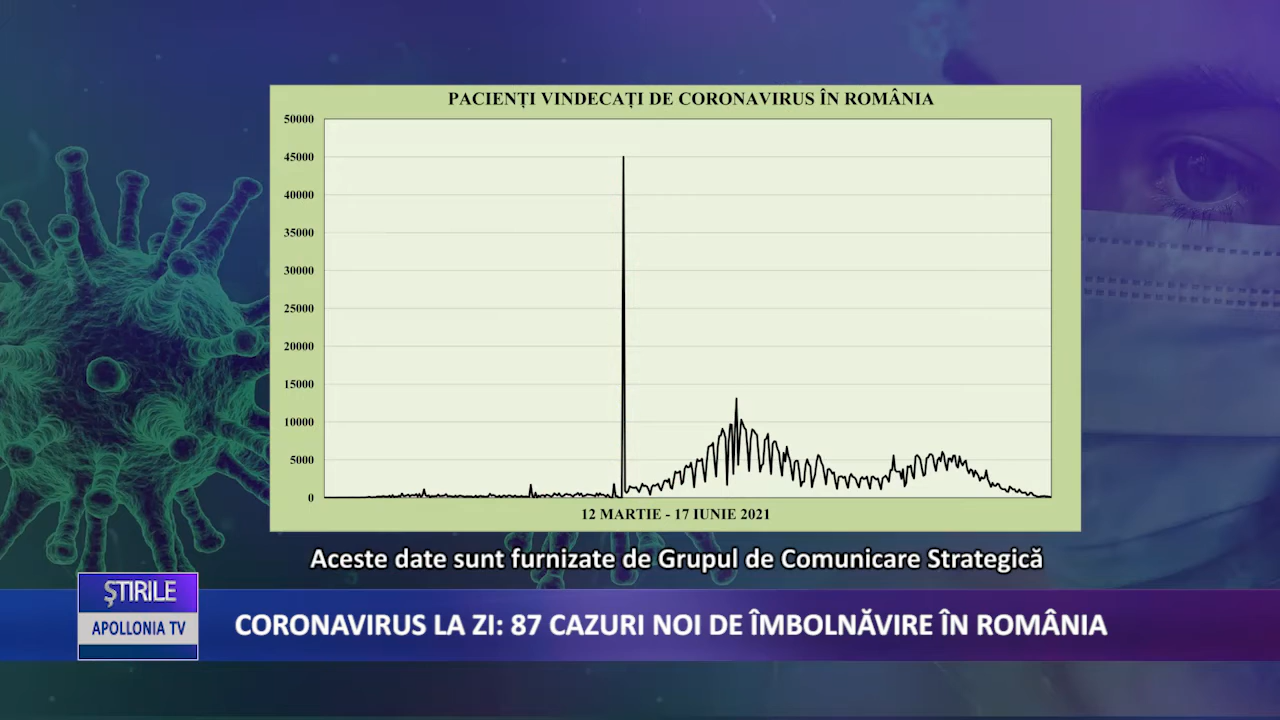 PACIENȚI VINDECAȚI DE CORONAVIRUS ÎN ROMÂNIA
50000
45000
40000
35000
30000
25000
20000
15000
10000
5000
0
12 MARTIE - 17 IUNIE 2021
Aceste date sunt furnizate de Grupul de Comunicare Strategică
ȘTIRILE
APOLLONIA TV
CORONAVIRUS LA ZI: 87 CAZURI NOI DE ÎMBOLNĂVIRE ÎN ROMÂNIA